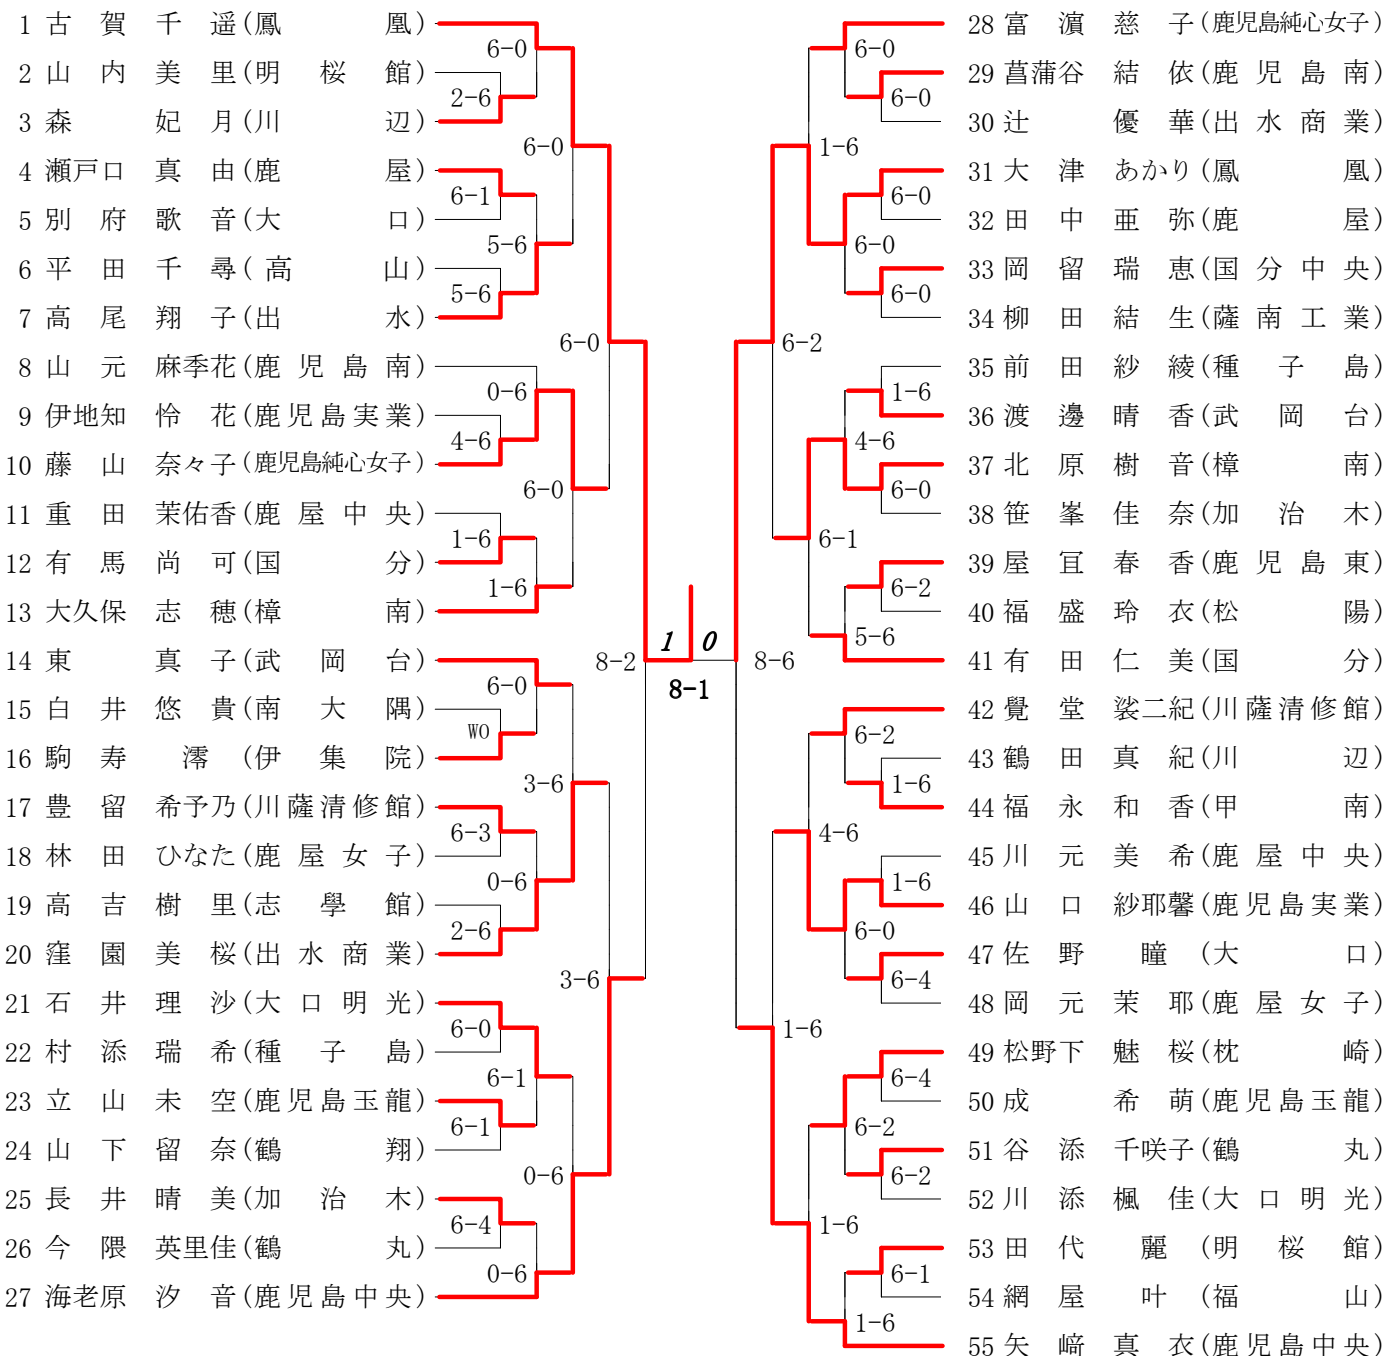 1 古賀千遥(鳳凰)
6-0
2 山内美里(明桜館)
2-6
3 森妃月(川辺)
6-0
4 瀬戸口真由(鹿屋)
6-1
5 別府歌音(大口)
5-6
6 平田千尋(高山)
5-6
7 高尾翔子(出水)
6-0
8 山元麻季花(鹿児島南)
0-6
9 伊地知怜花(鹿児島実業)
4-6
10 藤山奈々子(鹿児島純心女子)
6-0
11 重田茉佑香(鹿屋中央)
1-6
12 有馬尚可(国分)
1-6
13 大久保志穂(樟南)
8-2
14 東真子(武岡台)
6-0
15 白井悠貴(南大隅)
WO
16 駒寿澪(伊集院)
3-6
17 豊留希予乃(川薩清修館)
6-3
18 林田ひなた(鹿屋女子)
0-6
19 高吉樹里(志學館)
2-6
20 窪園美桜(出水商業)
3-6
21 石井理沙(大口明光)
6-0
22 村添瑞希(種子島)
6-1
23 立山未空(鹿児島玉龍)
6-1
24 山下留奈(鶴翔)
0-6
25 長井晴美(加治木)
6-4
26 今隈英里佳(鶴丸)
0-6
27 海老原汐音(鹿児島中央)
1 0
8-1
28 富濵慈子(鹿児島純心女子)
6-0
29 菖蒲谷結依(鹿児島南)
6-0
30 辻優華(出水商業)
1-6
31 大津あかり(鳳凰)
6-0
32 田中亜弥(鹿屋)
6-0
33 岡留瑞恵(国分中央)
6-0
34 柳田結生(薩南工業)
6-2
35 前田紗綾(種子島)
1-6
36 渡邊晴香(武岡台)
4-6
37 北原樹音(樟南)
6-0
38 笹峯佳奈(加治木)
6-1
39 屋冝春香(鹿児島東)
6-2
40 福盛玲衣(松陽)
5-6
41 有田仁美(国分)
8-6
42 覺堂裟二紀(川薩清修館)
6-2
43 鶴田真紀(川辺)
1-6
44 福永和香(甲南)
4-6
45 川元美希(鹿屋中央)
1-6
46 山口紗耶馨(鹿児島実業)
6-0
47 佐野瞳(大口)
6-4
48 岡元茉耶(鹿屋女子)
1-6
49 松野下魅桜(枕崎)
6-4
50 成希萌(鹿児島玉龍)
6-2
51 谷添千咲子(鶴丸)
6-2
52 川添楓佳(大口明光)
1-6
53 田代麗(明桜館)
6-1
54 網屋叶(福山)
1-6
55 矢﨑真衣(鹿児島中央)